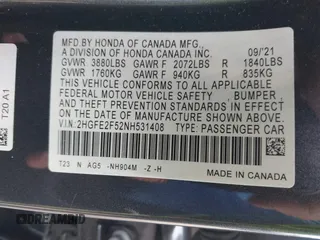 MFD.BY HONDA OF CANADA MFG.,
A DIVISION OF HONDA CANADA INC. 09/'21
GVWR 3880LBS GAWR F 2072LBS R 1840LBS
GVWR 1760KG GAWR F 940KG R 835KG
THIS VEHICLE CONFORMS TO ALL APPLICABLE
FEDERAL MOTOR VEHICLE SAFETY, BUMPER,
AND THEFT PREVENTION STANDARDS IN EFFECT
ON THE DATE OF MANUFACTURE SHOWN ABOVE.
VIN: 2HGFE2F52NH531408 TYPE: PASSENGER CAR
T23 N AG5 -NH904M -Z -H
MADE IN CANADA
T20 A1
AUTOBIDMASTER